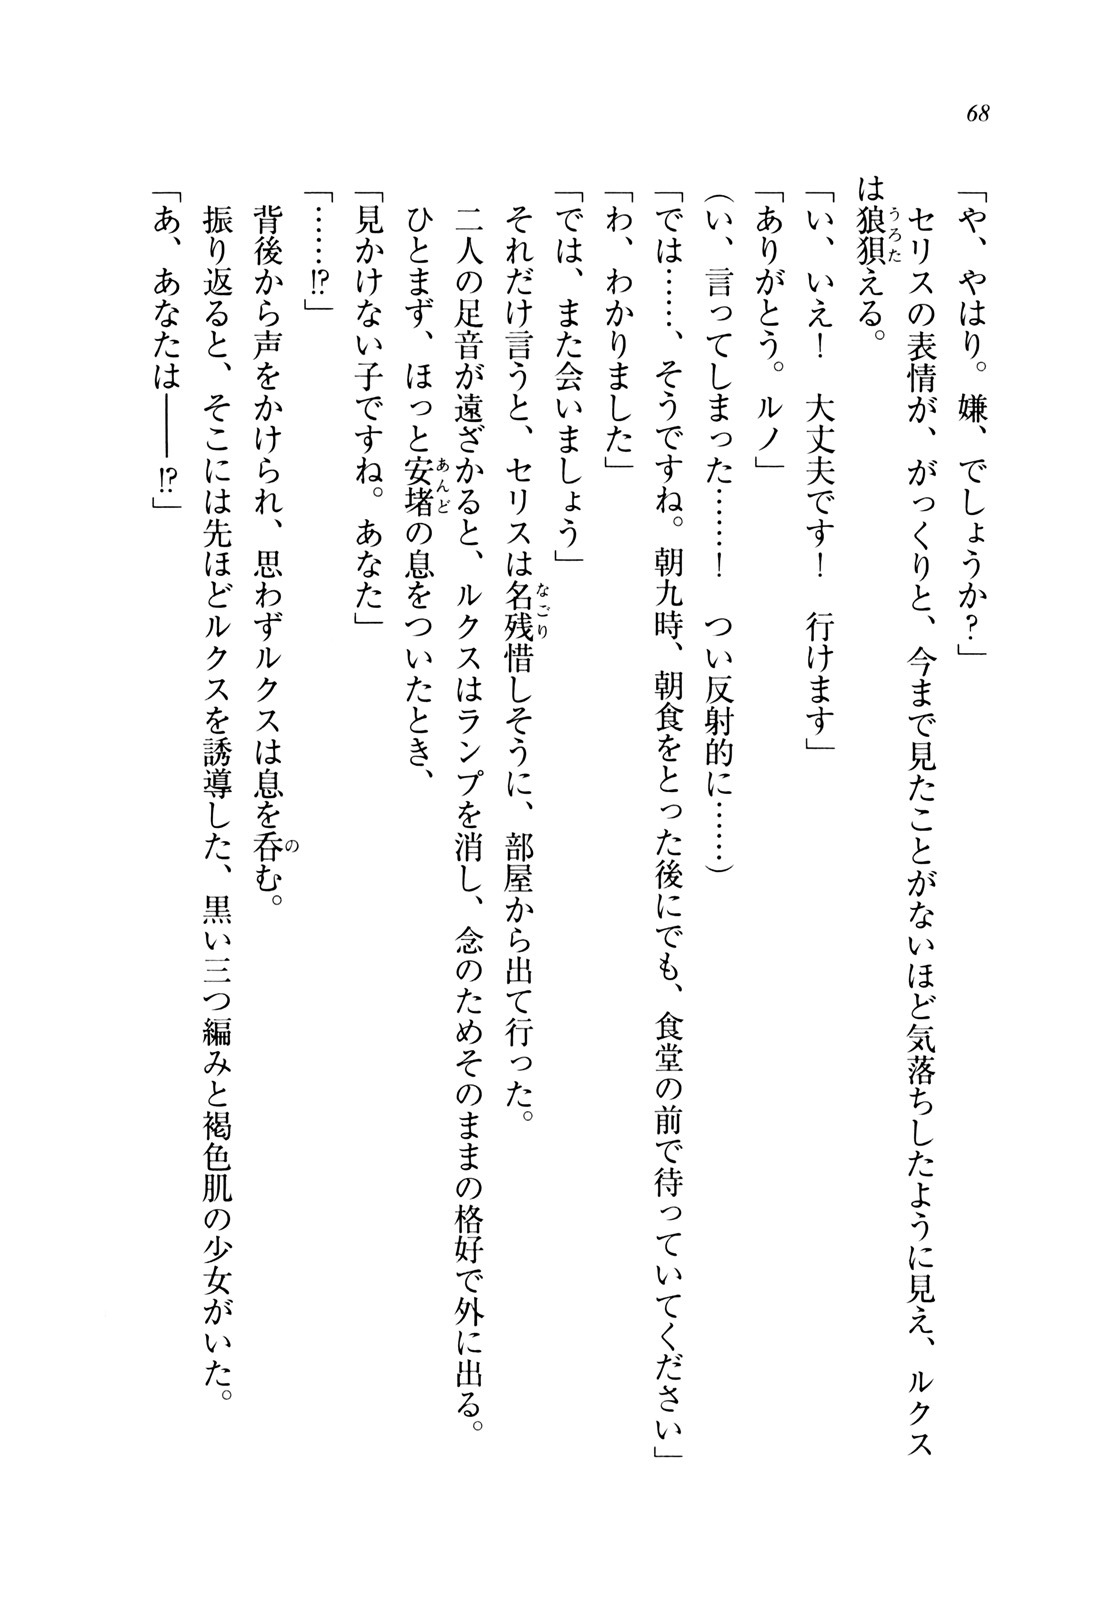 68
「や、やはり。嫌、でしょうか？」
　セリスの表情が、がっくりと、今まで見たことがないほど気落ちしたように見え、ルクス
は狼狽うろたえる。
「い、いえ！　大丈夫です！　行けます」
「ありがとう。ルノ」
（い、言ってしまった……！　つい反射的に……）
「では……、そうですね。朝九時、朝食をとった後にでも、食堂の前で待っていてください」
「わ、わかりました」
「では、また会いましょう」
　それだけ言うと、セリスは名残なごり惜しそうに、部屋から出て行った。
　二人の足音が遠ざかると、ルクスはランプを消し、念のためそのままの格好で外に出る。
　ひとまず、ほっと安堵あんどの息をついたとき、
「見かけない子ですね。あなた」
「……!?」
　背後から声をかけられ、思わずルクスは息を呑のむ。
　振り返ると、そこには先ほどルクスを誘導した、黒い三つ編みと褐色肌の少女がいた。
「あ、あなたは――!?」